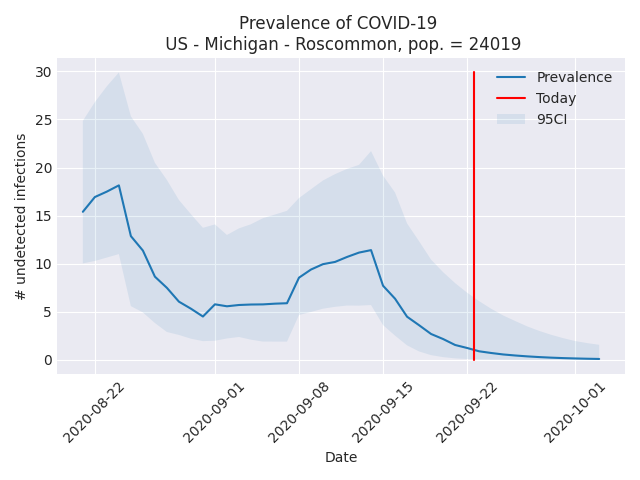 Prevalence of COVID-19
US - Michigan - Roscommon, pop. = 24019
30
25
20
15
10
5
0
# undetected infections
Prevalence
Today
95CI
2020-08-22
2020-09-01
2020-09-08
2020-09-15
2020-09-22
2020-10-01
Date